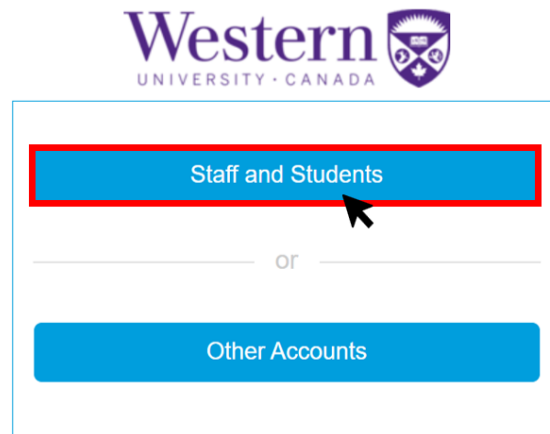 Western
UNIVERSITY · CANADA
Staff and Students
or
Other Accounts